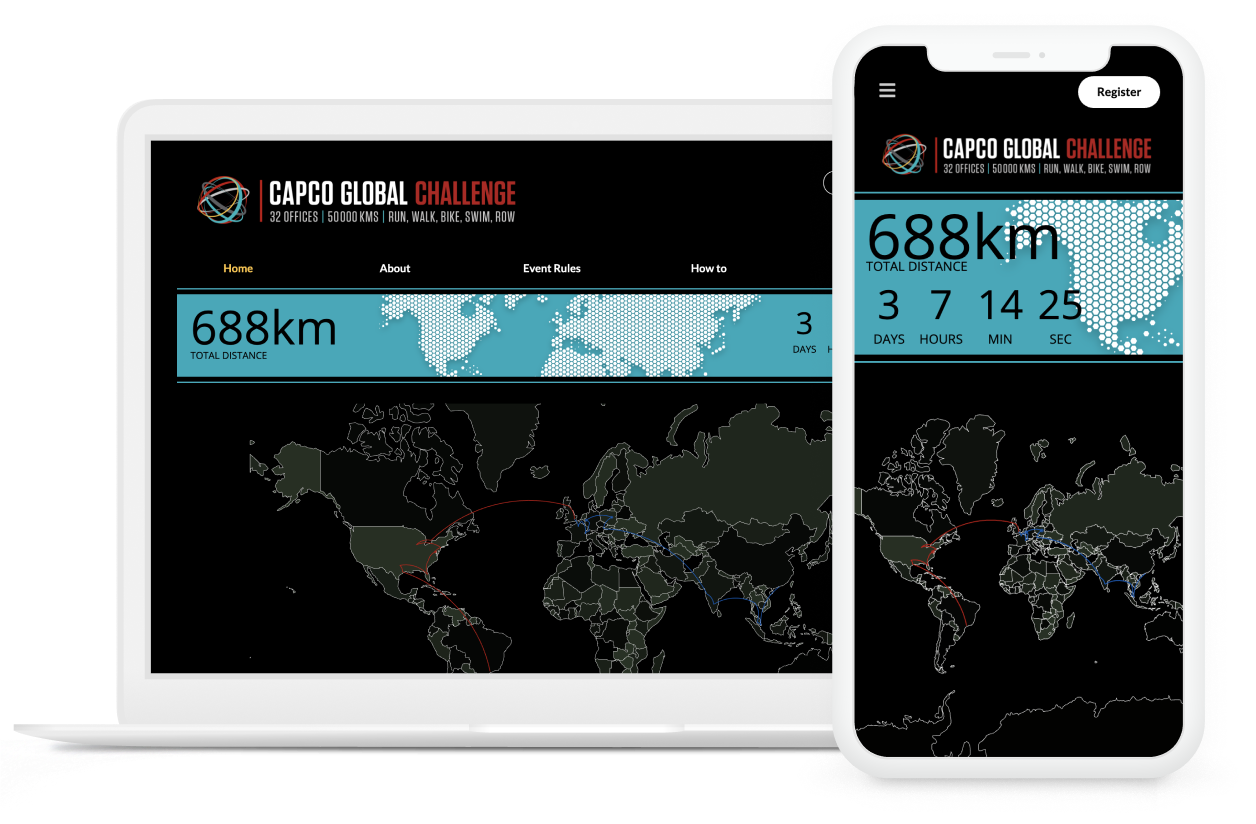 CAPCO GLOBAL CHALLENGE
32 OFFICES | 50000 KMS | RUN, WALK, BIKE, SWIM, ROW
Home About Event Rules How to
688km
TOTAL DISTANCE
3
DAYS H
Register
CAPCO GLOBAL CHALLENGE
32 OFFICES | 50000 KMS | RUN, WALK, BIKE, SWIM, ROW
688km
TOTAL DISTANCE
3 7 14 25
DAYS HOURS MIN SEC